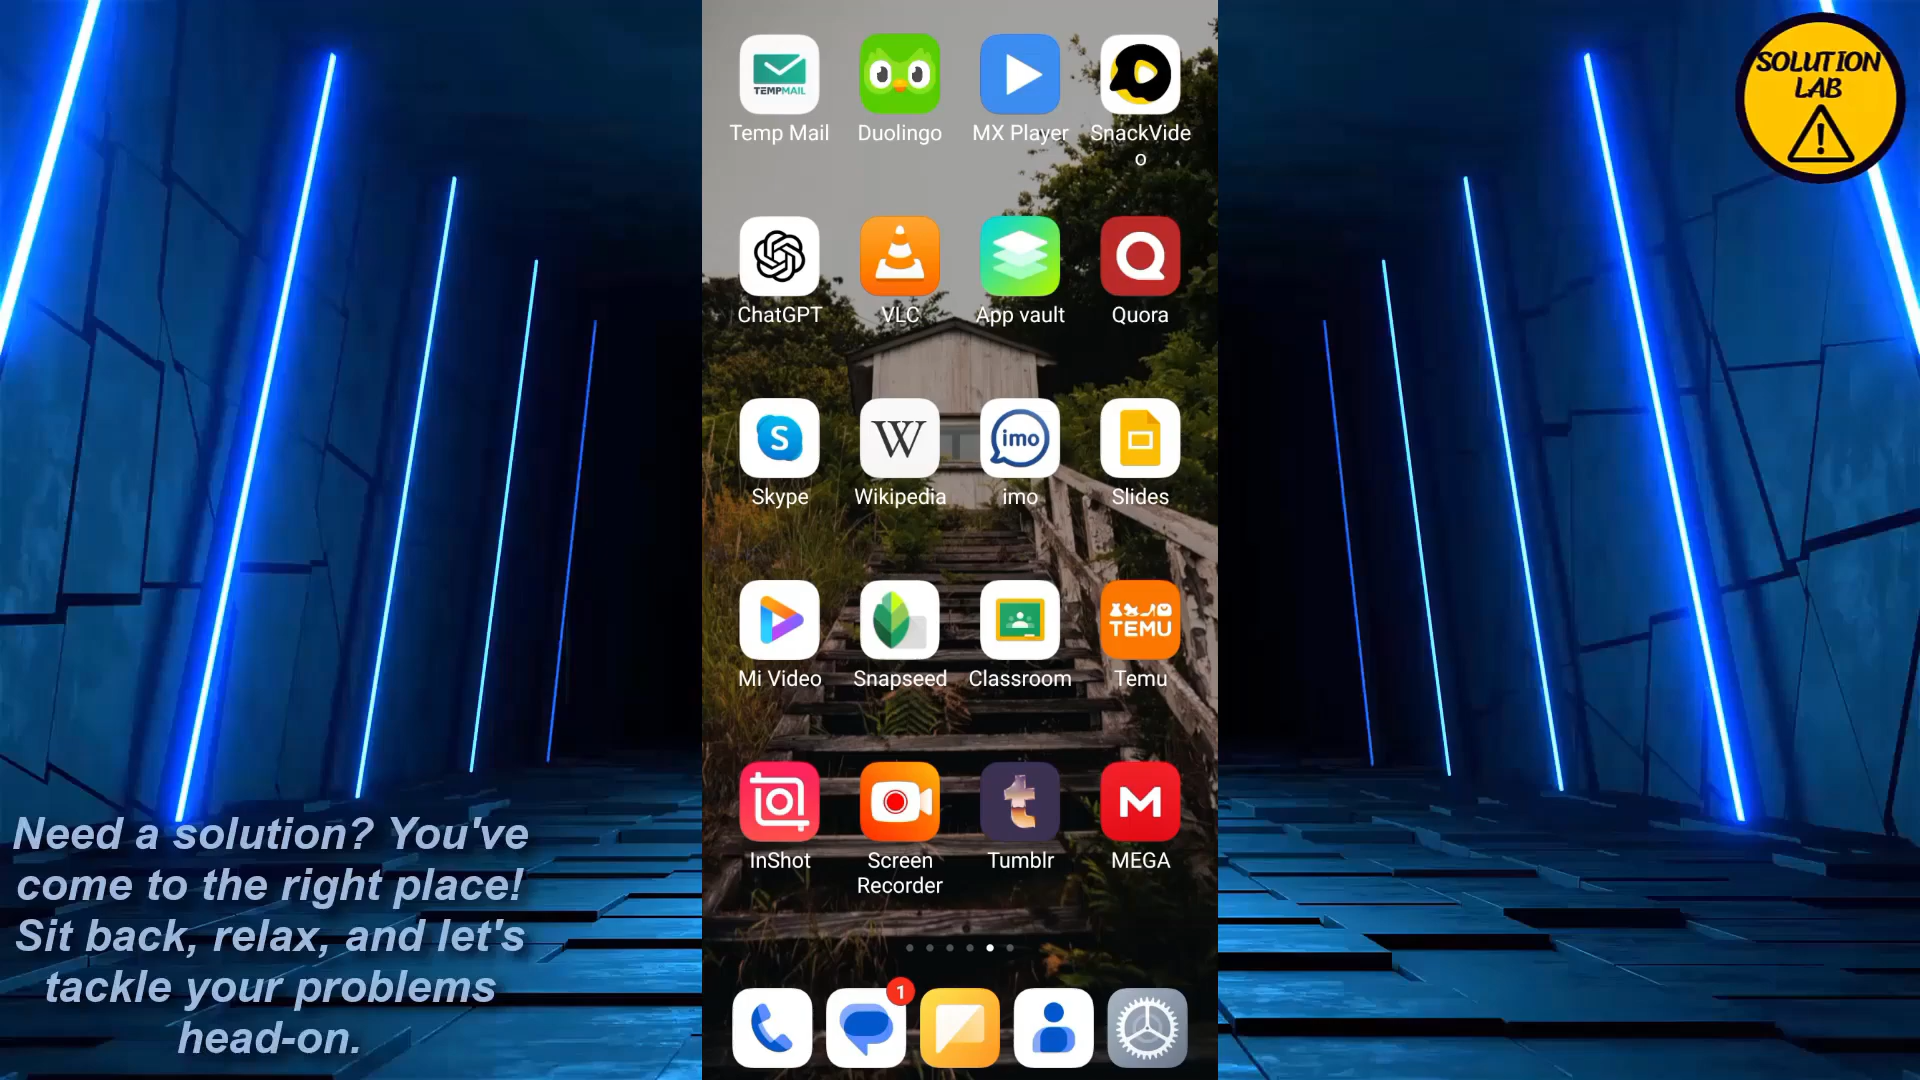 SOLUTION
LAB
TEMPMAIL
Temp Mail
Duolingo
MX Player
SnackVide
o
ChatGPT
VLC
App vault
Quora
S
W
imo
Skype
Wikipedia
imo
Slides
TEMU
Mi Video
Snapseed
Classroom
Temu
t
M
InShot
Screen
Recorder
Tumblr
MEGA
1
Need a solution? You've
come to the right place!
Sit back, relax, and let's
tackle your problems
head-on.